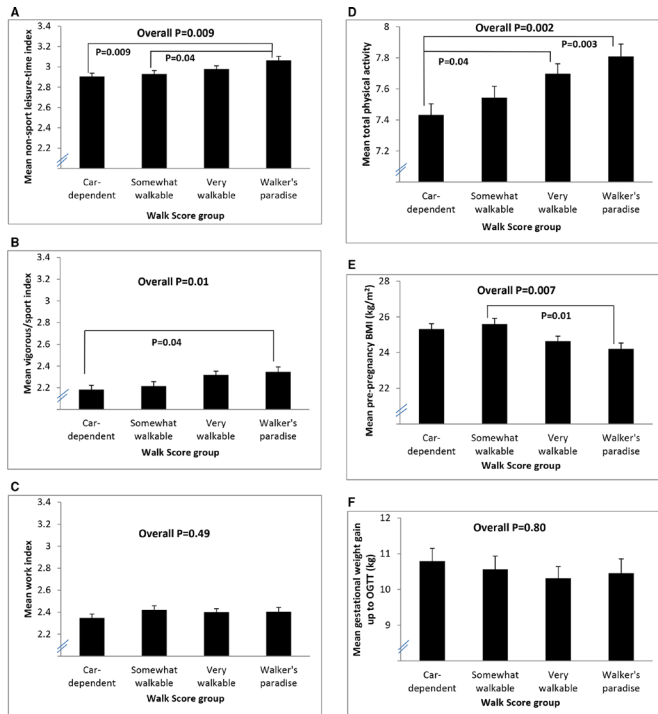 A
Mean non-sport leisure-time index
3.4
3.2
3
2.8
2.6
2.4
2.2
Overall P=0.009
P=0.009
P=0.04
Car-
dependent
Somewhat
walkable
Very
walkable
Walker's
paradise
Walk Score group
B
Mean vigorous/sport index
3.4
3.2
3
2.8
2.6
2.4
2.2
Overall P=0.01
P=0.04
Car-
dependent
Somewhat
walkable
Very
walkable
Walker's
paradise
Walk Score group
C
Mean work index
3.4
3.2
3
2.8
2.6
2.4
2.2
Overall P=0.49
Car-
dependent
Somewhat
walkable
Very
walkable
Walker's
paradise
Walk Score group
D
Mean total physical activity
8
7.8
7.6
7.4
7.2
Overall P=0.002
P=0.003
P=0.04
Car-
dependent
Somewhat
walkable
Very
walkable
Walker's
paradise
Walk Score group
E
Mean pre-pregnancy BMI (kg/m²)
28
26
24
22
Overall P=0.007
P=0.01
Car-
dependent
Somewhat
walkable
Very
walkable
Walker's
paradise
Walk Score group
F
Mean gestational weight gain
up to OGTT (kg)
12
11
10
9
Overall P=0.80
Car-
dependent
Somewhat
walkable
Very
walkable
Walker's
paradise
Walk Score group